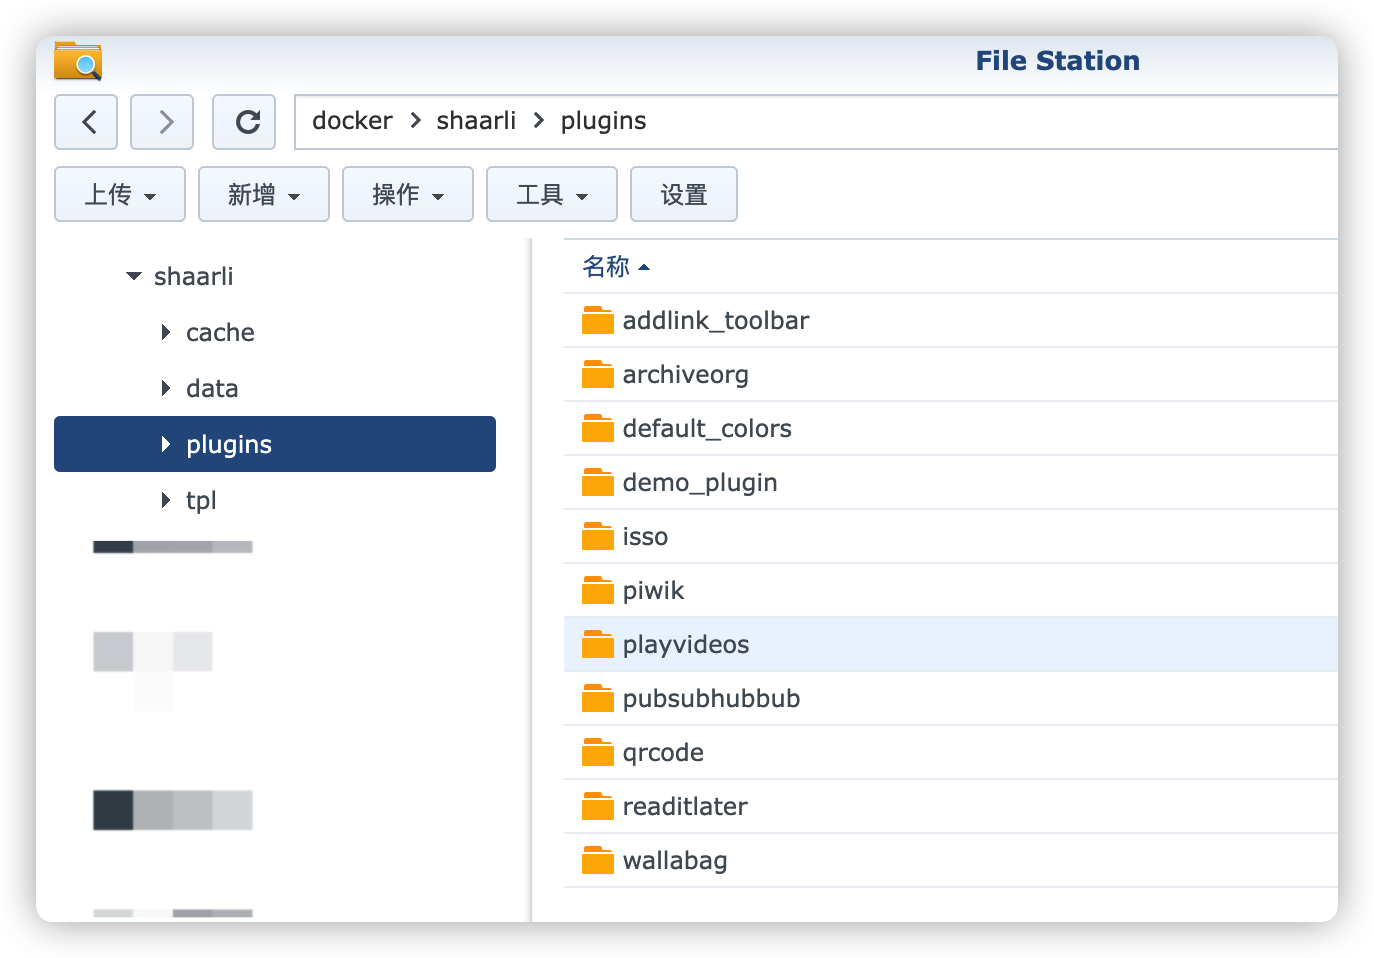 File Station
docker > shaarli > plugins
上传 新增 操作 工具 设置
shaarli
cache
data
plugins
tpl
名称
addlink_toolbar
archiveorg
default_colors
demo_plugin
isso
piwik
playvideos
pubsubhubbub
qrcode
readitlater
wallabag